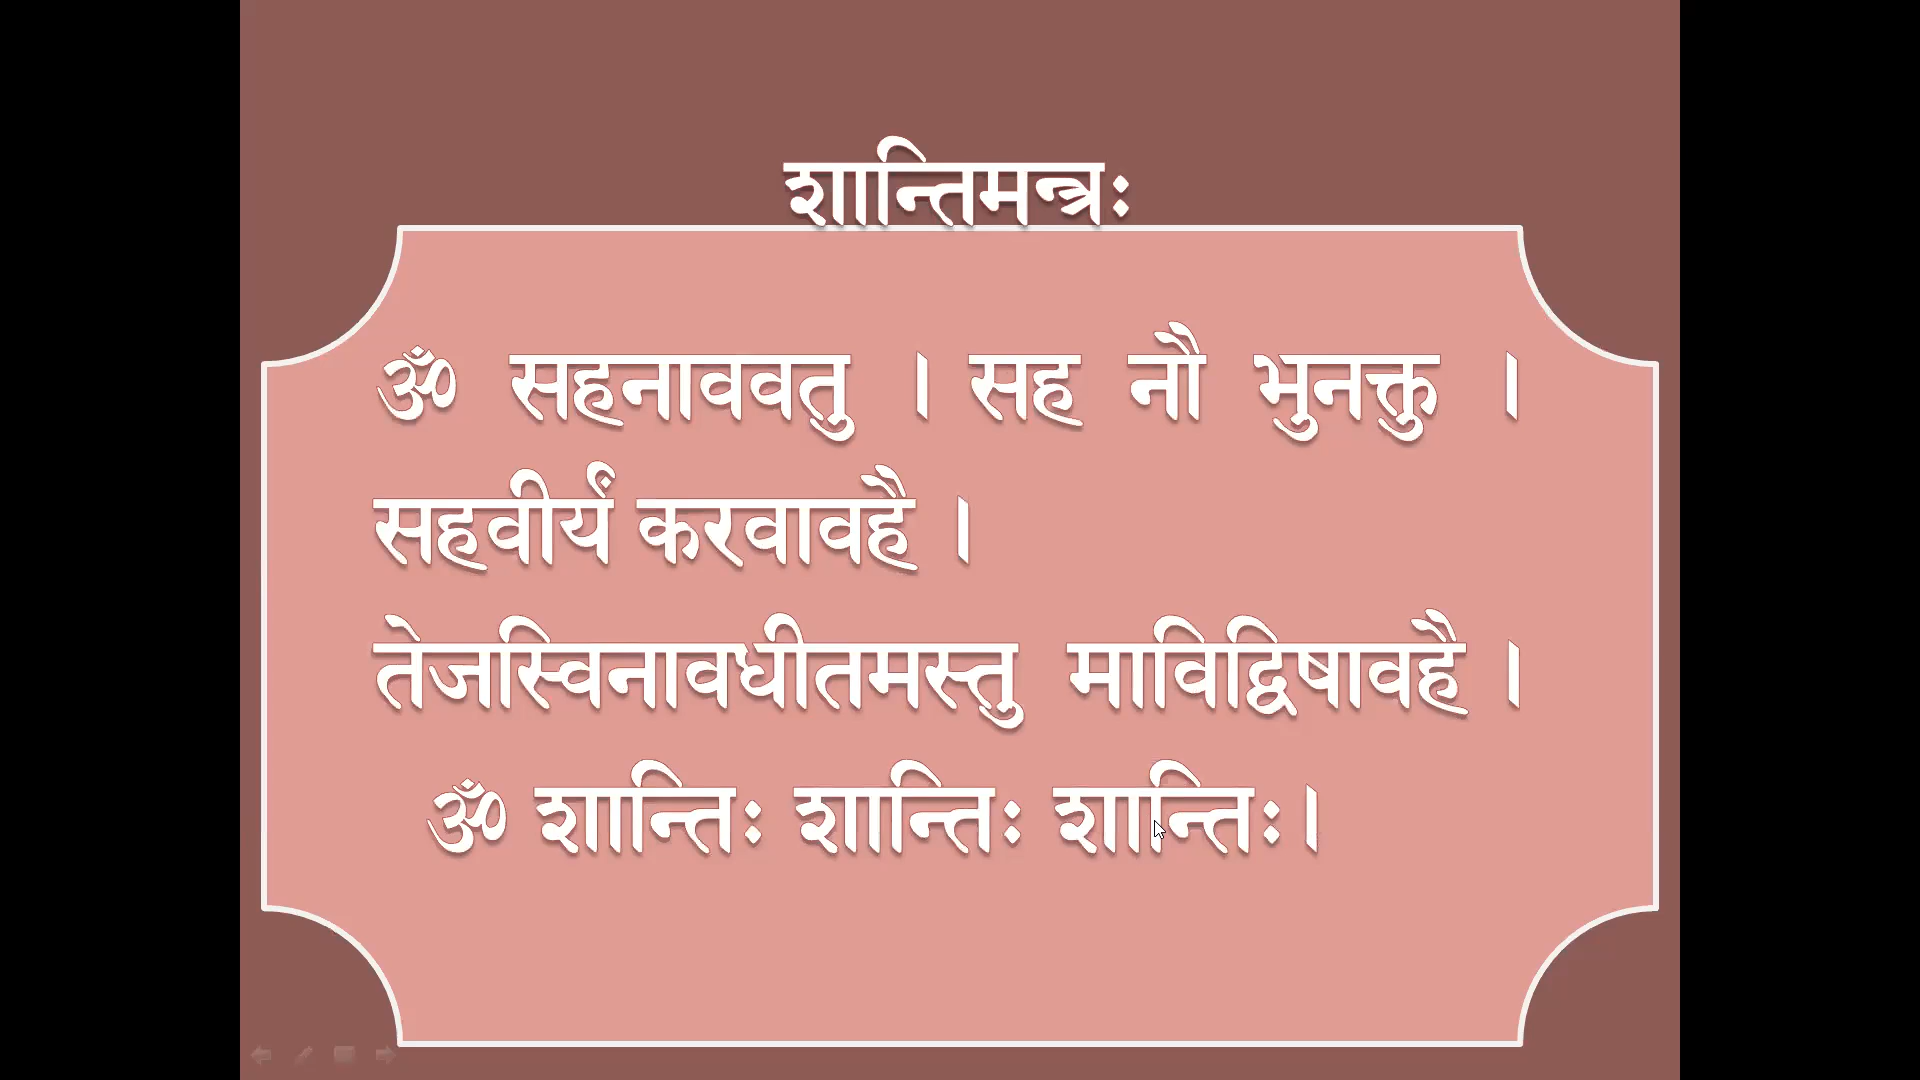 शान्तिमन्त्रः
ॐ सहनाववतु । सह नौ भुनक्तु ।
सहवीर्यं करवावहै ।
तेजस्विनावधीतमस्तु माविद्विषावहै ।
ॐ शान्तिः शान्तिः शान्तिः।